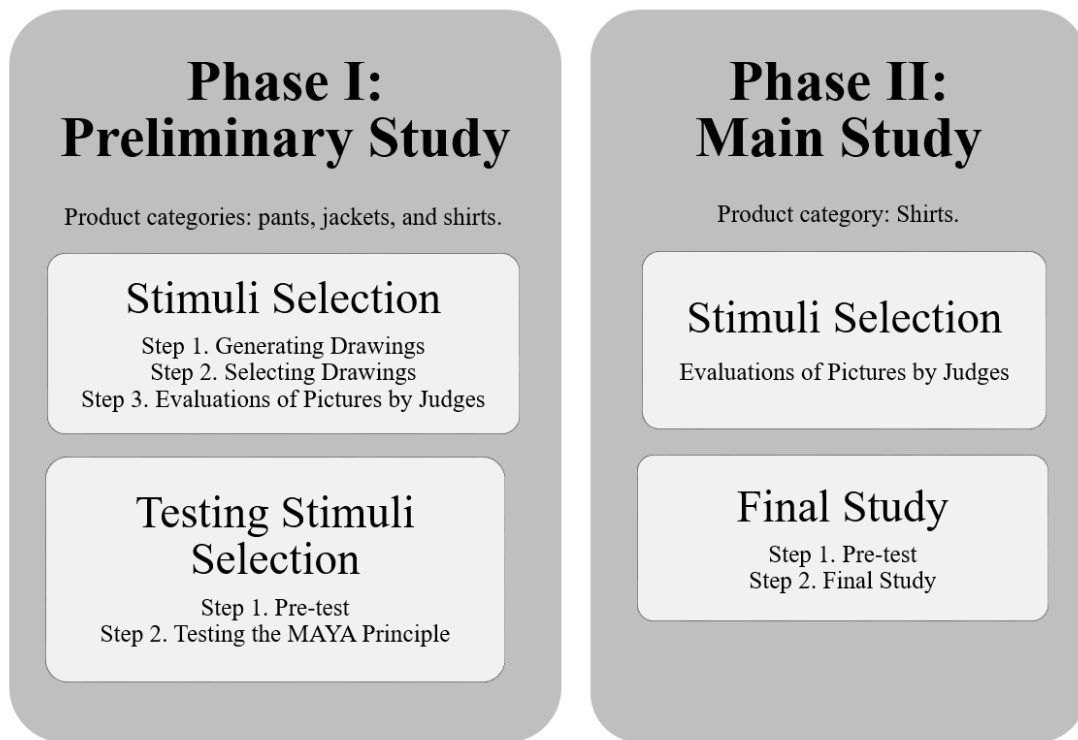 Phase I:
Preliminary Study
Product categories: pants, jackets, and shirts.
Stimuli Selection
Step 1. Generating Drawings
Step 2. Selecting Drawings
Step 3. Evaluations of Pictures by Judges
Testing Stimuli
Selection
Step 1. Pre-test
Step 2. Testing the MAYA Principle
Phase II:
Main Study
Product category: Shirts.
Stimuli Selection
Evaluations of Pictures by Judges
Final Study
Step 1. Pre-test
Step 2. Final Study